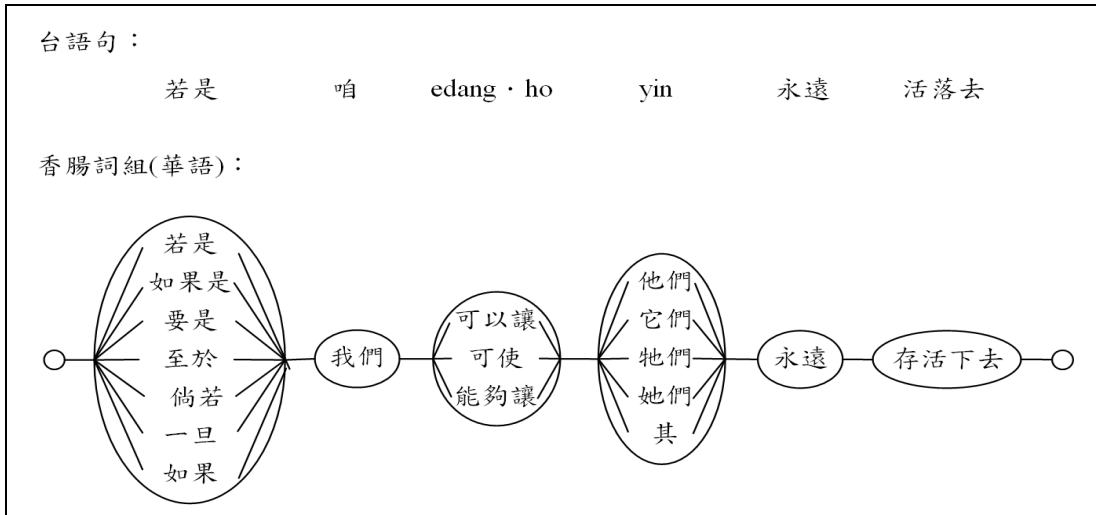 台語句：
若是 咱 edang·ho yin 永遠 活落去
香腸詞組(華語)：
若是
如果是
要是
至於
倘若
一旦
如果
我們
可以讓
可使
能夠讓
他們
它們
牠們
她們
其
永遠
存活下去